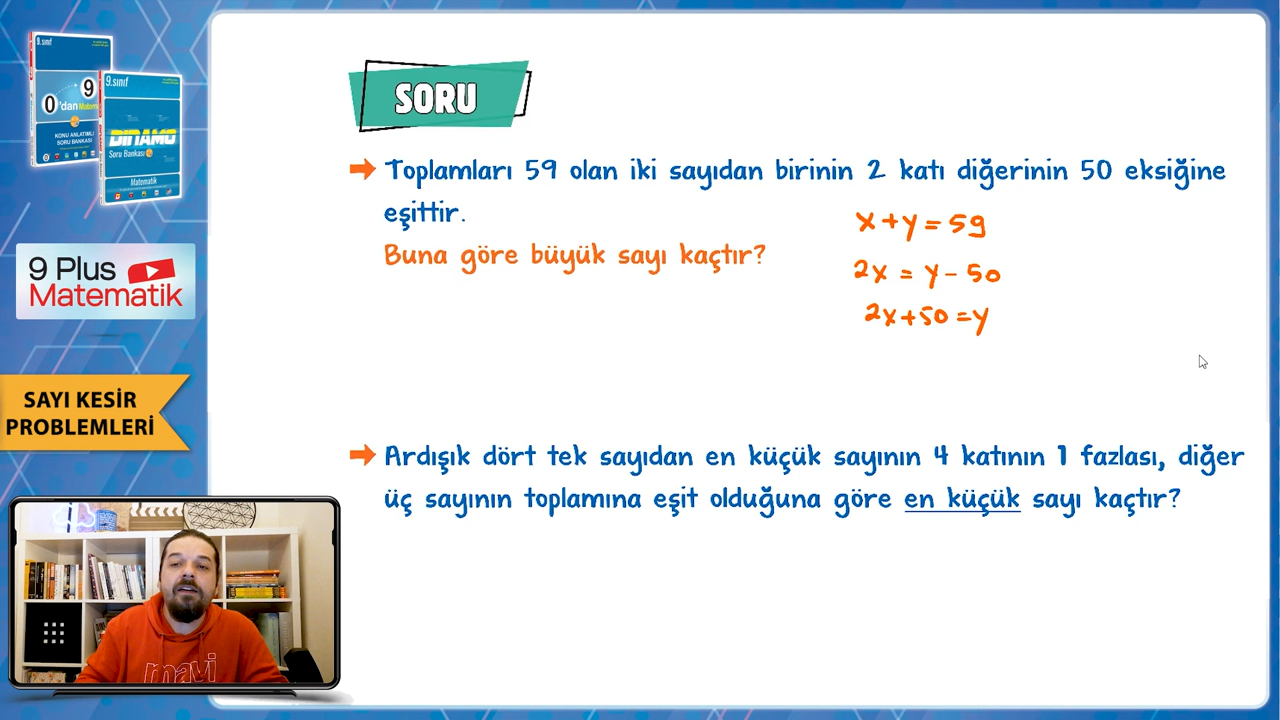 9.sınıf
0'dan 9
Matem
KONU ANLATIMLI
SORU BANKASI
9.sınıf
DINAMO
Soru Bankası
Matematik
9 Plus
Matematik
SAYI KESİR
PROBLEMLERİ
SORU
Toplamları 59 olan iki sayıdan birinin 2 katı diğerinin 50 eksiğine
eşittir.
Buna göre büyük sayı kaçtır?
x+y=59
2x = y-50
2x+50=y
Ardışık dört tek sayıdan en küçük sayının 4 katının 1 fazlası, diğer
üç sayının toplamına eşit olduğuna göre en küçük sayı kaçtır?
mavi